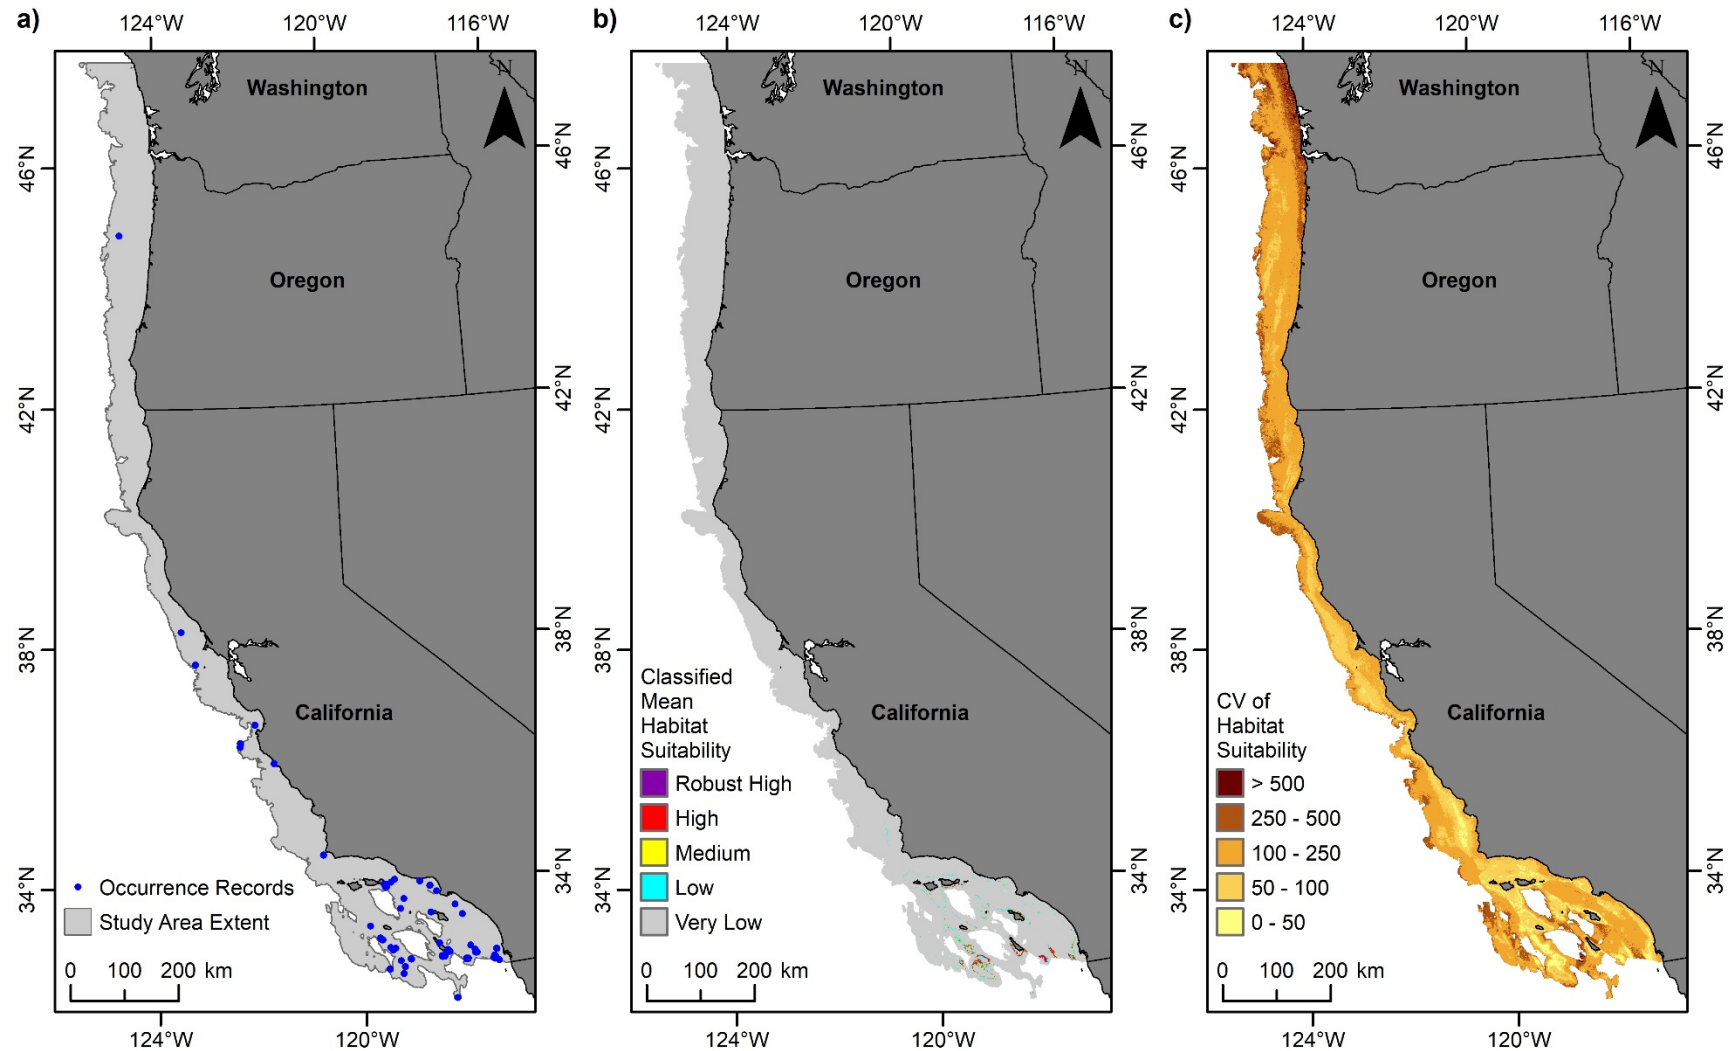 a)
124°W 120°W 116°W
N
Washington
46°N
46°N
Oregon
42°N
42°N
38°N
38°N
California
34°N
34°N
Occurrence Records
Study Area Extent
0 100 200 km
124°W 120°W
b)
124°W 120°W 116°W
N
Washington
46°N
46°N
Oregon
42°N
42°N
38°N
38°N
California
Classified
Mean
Habitat
Suitability
Robust High
High
Medium
Low
Very Low
34°N
34°N
0 100 200 km
124°W 120°W
c)
124°W 120°W 116°W
N
Washington
46°N
46°N
Oregon
42°N
42°N
38°N
38°N
California
CV of
Habitat
Suitability
> 500
250 - 500
100 - 250
50 - 100
0 - 50
34°N
34°N
0 100 200 km
124°W 120°W